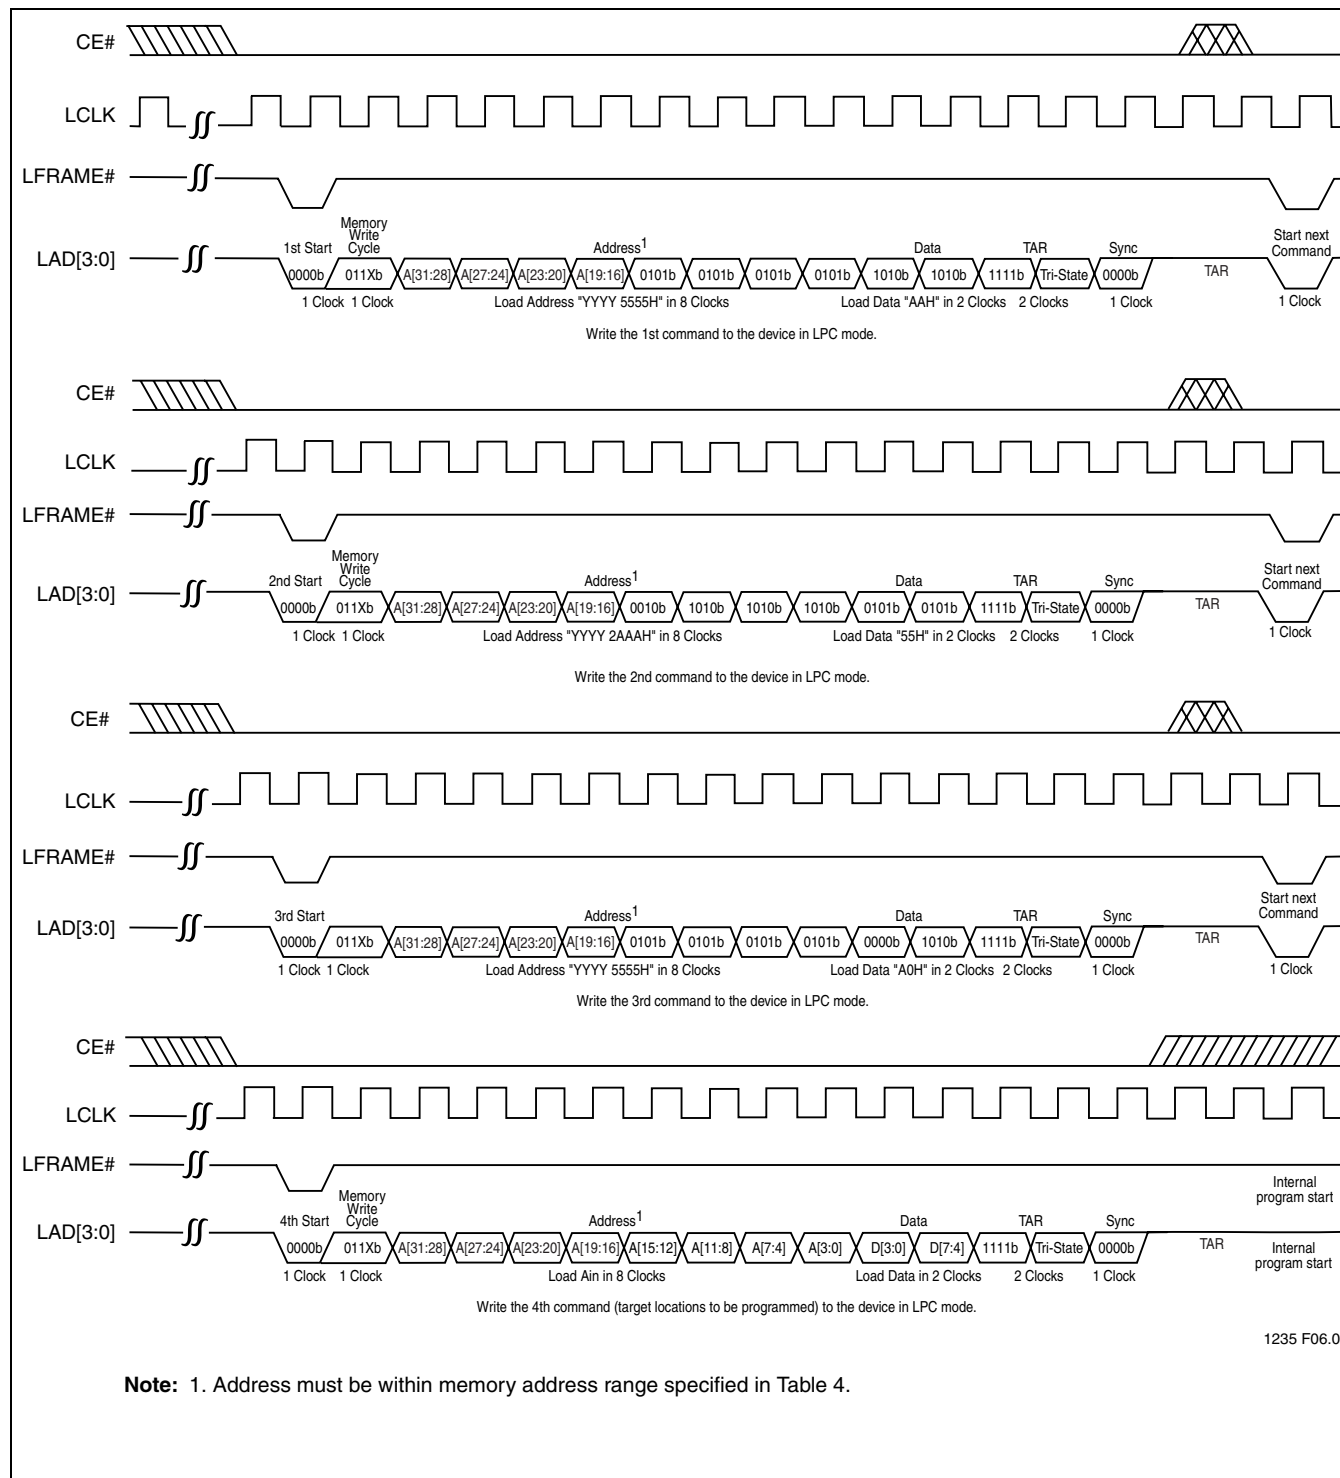 CE#
LCLK
LFRAME#
Memory
Write
Cycle
1st Start
Address1
Data
TAR
Sync
Start next
Command
LAD[3:0]
0000b 011Xb A[31:28] A[27:24] A[23:20] A[19:16] 0101b 0101b 0101b 0101b 1010b 1010b 1111b Tri-State 0000b TAR
1 Clock 1 Clock Load Address "YYYY 5555H" in 8 Clocks Load Data "AAH" in 2 Clocks 2 Clocks 1 Clock 1 Clock
Write the 1st command to the device in LPC mode.
CE#
LCLK
LFRAME#
Memory
Write
Cycle
2nd Start
Address1
Data
TAR
Sync
Start next
Command
LAD[3:0]
0000b 011Xb A[31:28] A[27:24] A[23:20] A[19:16] 0010b 1010b 1010b 1010b 0101b 0101b 1111b Tri-State 0000b TAR
1 Clock 1 Clock Load Address "YYYY 2AAAH" in 8 Clocks Load Data "55H" in 2 Clocks 2 Clocks 1 Clock 1 Clock
Write the 2nd command to the device in LPC mode.
CE#
LCLK
LFRAME#
3rd Start
Address1
Data
TAR
Sync
Start next
Command
LAD[3:0]
0000b 011Xb A[31:28] A[27:24] A[23:20] A[19:16] 0101b 0101b 0101b 0101b 0000b 1010b 1111b Tri-State 0000b TAR
1 Clock 1 Clock Load Address "YYYY 5555H" in 8 Clocks Load Data "A0H" in 2 Clocks 2 Clocks 1 Clock 1 Clock
Write the 3rd command to the device in LPC mode.
CE#
LCLK
LFRAME#
Internal
program start
Memory
Write
Cycle
4th Start
Address1
Data
TAR
Sync
LAD[3:0]
0000b 011Xb A[31:28] A[27:24] A[23:20] A[19:16] A[15:12] A[11:8] A[7:4] A[3:0] D[3:0] D[7:4] 1111b Tri-State 0000b TAR
Internal
program start
1 Clock 1 Clock Load Ain in 8 Clocks Load Data in 2 Clocks 2 Clocks 1 Clock
Write the 4th command (target locations to be programmed) to the device in LPC mode.
1235 F06.0
Note: 1. Address must be within memory address range specified in Table 4.